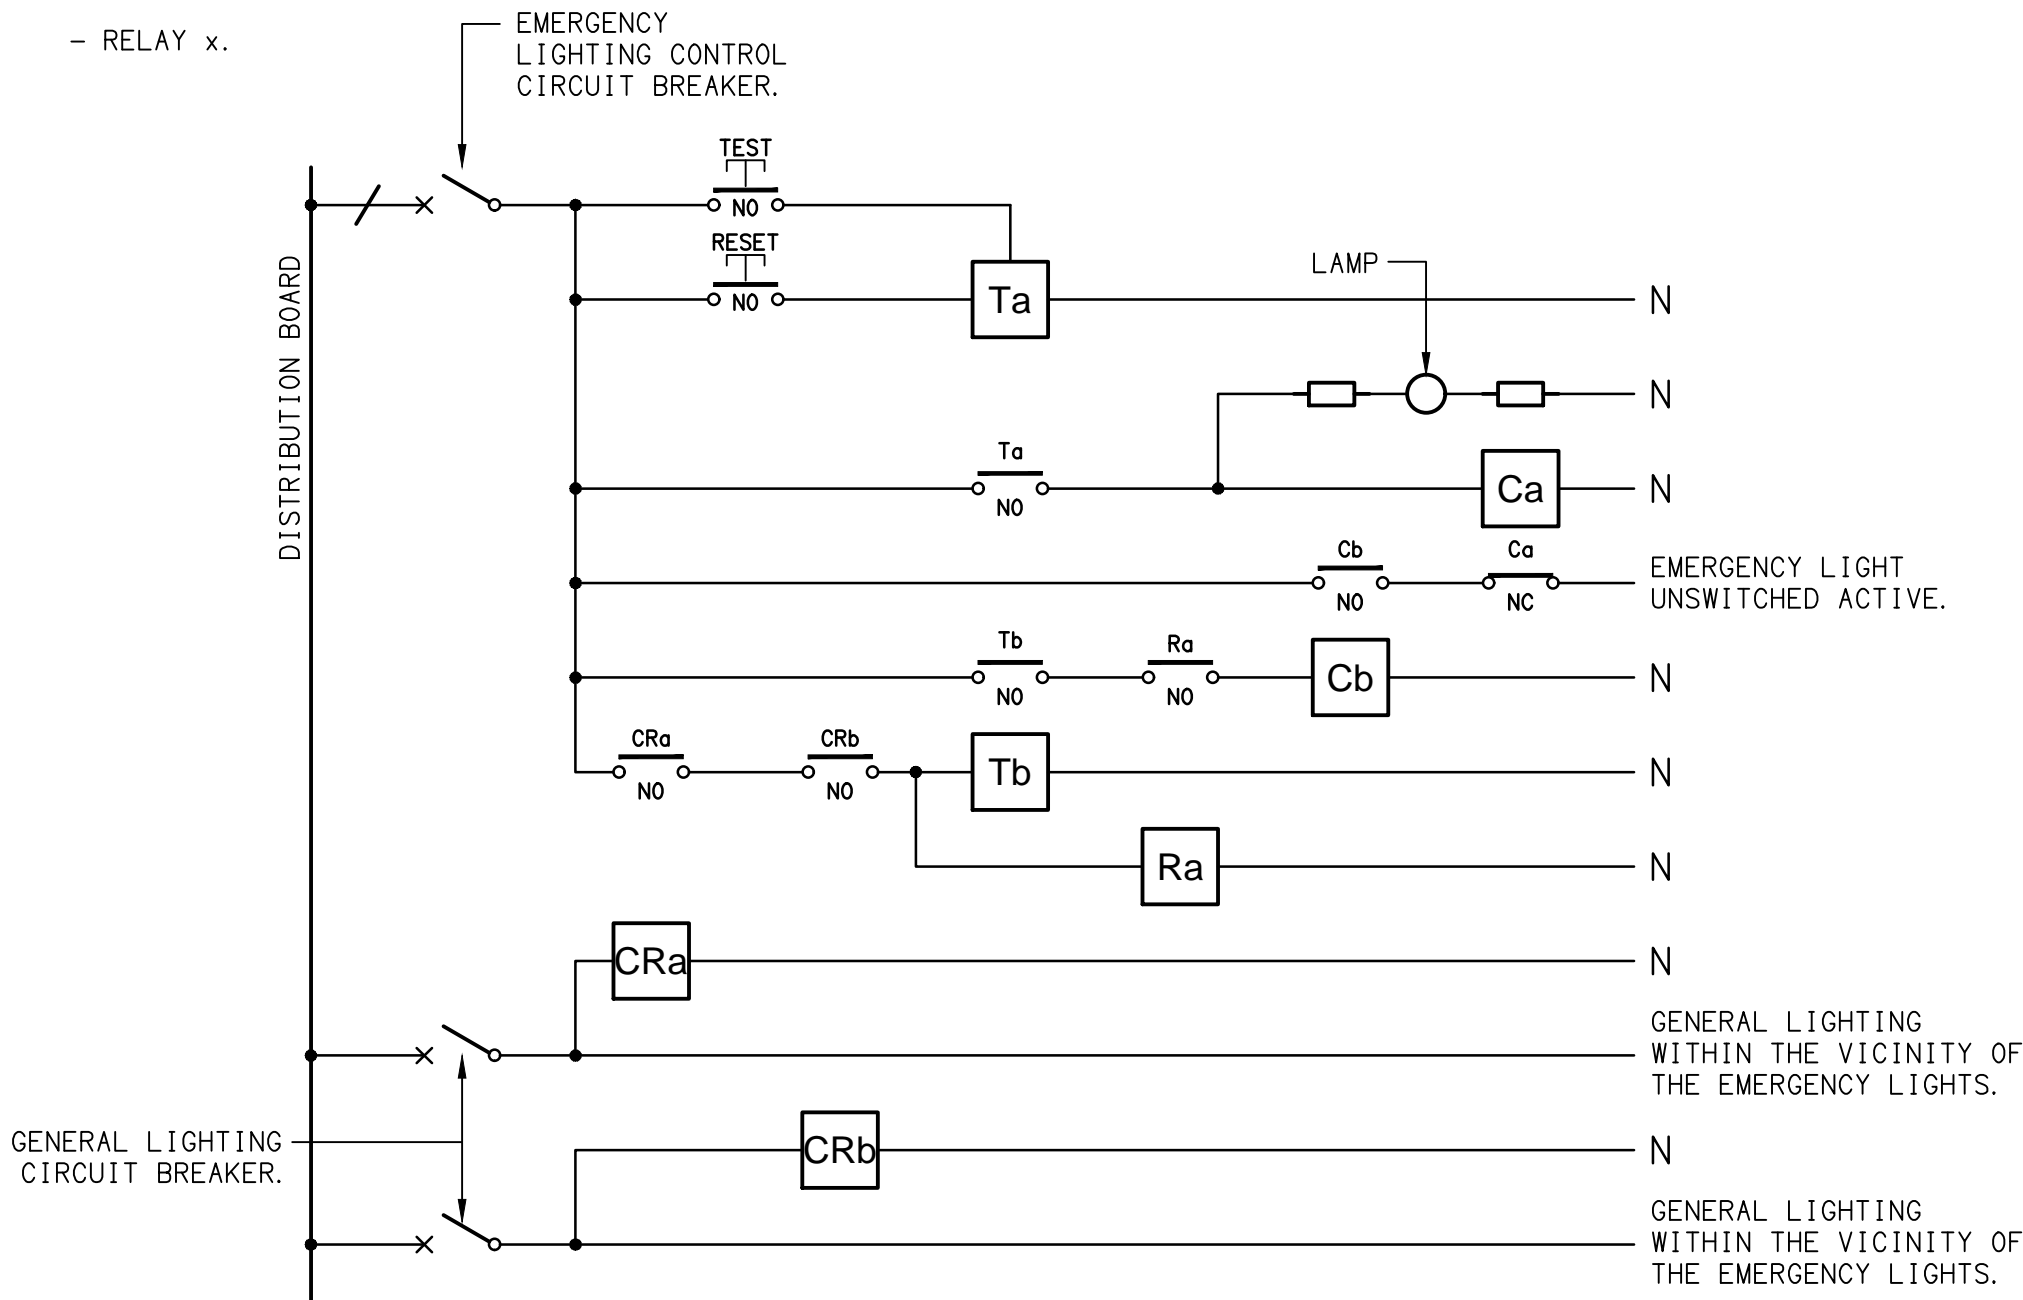 - RELAY x.
EMERGENCY
LIGHTING CONTROL
CIRCUIT BREAKER.
TEST
NO
RESET
NO
Ta
N
LAMP
N
DISTRIBUTION BOARD
Ta
NO
Ca
N
Cb
NO
Ca
NC
EMERGENCY LIGHT
UNSWITCHED ACTIVE.
Tb
NO
Ra
NO
Cb
N
CRa
NO
CRb
NO
Tb
N
Ra
N
CRa
N
GENERAL LIGHTING
WITHIN THE VICINITY OF
THE EMERGENCY LIGHTS.
GENERAL LIGHTING
CIRCUIT BREAKER.
CRb
N
GENERAL LIGHTING
WITHIN THE VICINITY OF
THE EMERGENCY LIGHTS.